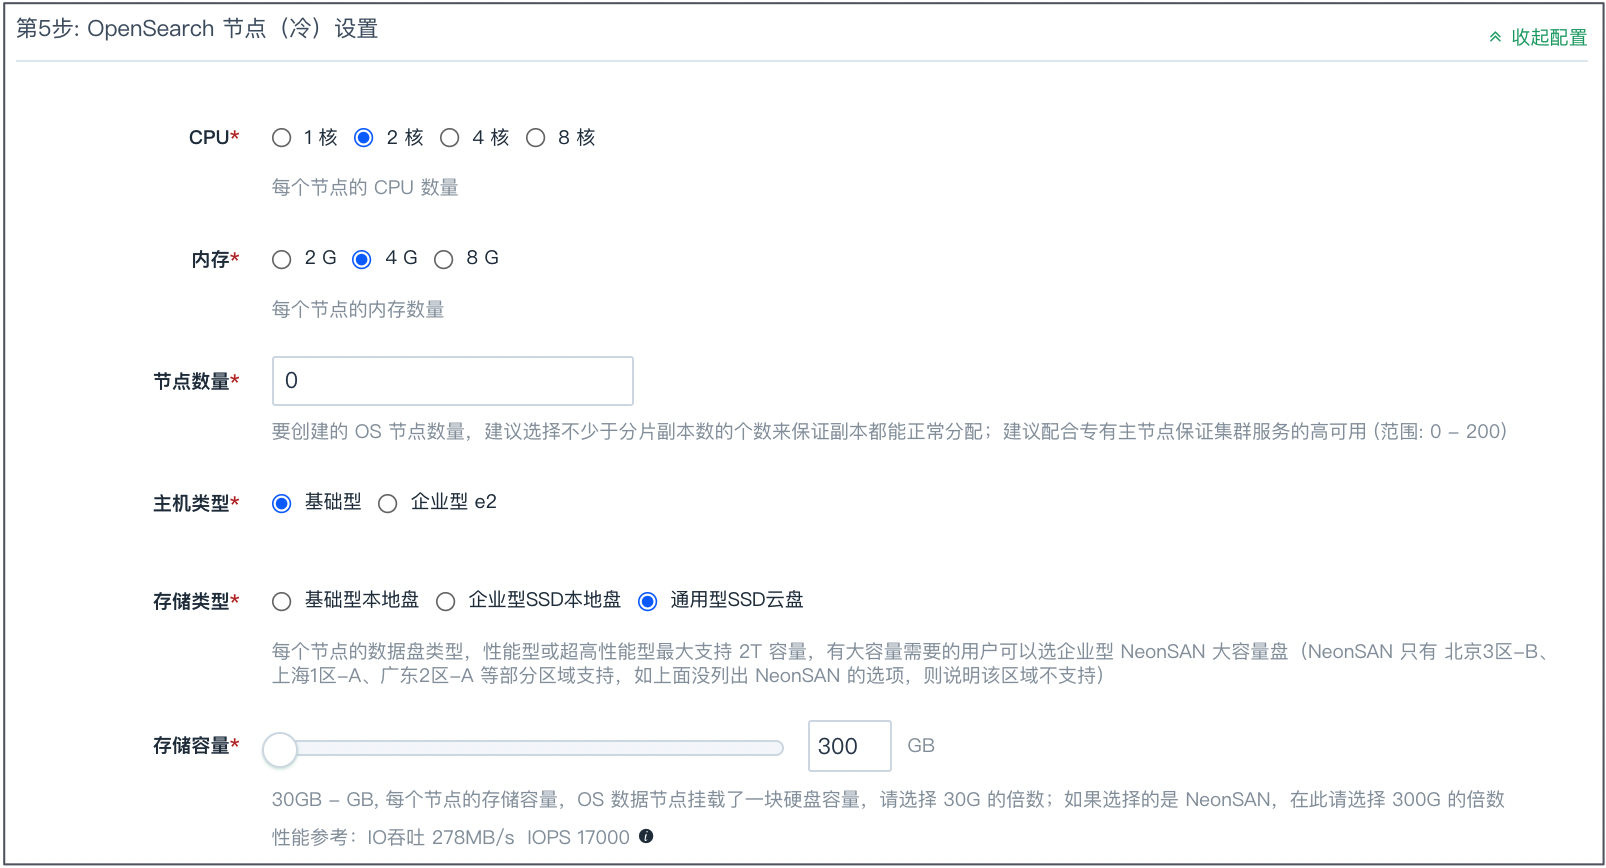 第5步: OpenSearch 节点（冷）设置
收起配置
CPU* 1 核 2 核 4 核 8 核
每个节点的 CPU 数量
内存* 2 G 4 G 8 G
每个节点的内存数量
节点数量* 0
要创建的 OS 节点数量，建议选择不少于分片副本数的个数来保证副本都能正常分配；建议配合专有主节点保证集群服务的高可用 (范围: 0 – 200)
主机类型* 基础型 企业型 e2
存储类型* 基础型本地盘 企业型SSD本地盘 通用型SSD云盘
每个节点的数据盘类型，性能型或超高性能型最大支持 2T 容量，有大容量需要的用户可以选企业型 NeonSAN 大容量盘（NeonSAN 只有 北京3区-B、
上海1区-A、广东2区-A 等部分区域支持，如上面没列出 NeonSAN 的选项，则说明该区域不支持）
存储容量* 300 GB
30GB – GB, 每个节点的存储容量，OS 数据节点挂载了一块硬盘容量，请选择 30G 的倍数；如果选择的是 NeonSAN，在此请选择 300G 的倍数
性能参考：IO吞吐 278MB/s IOPS 17000